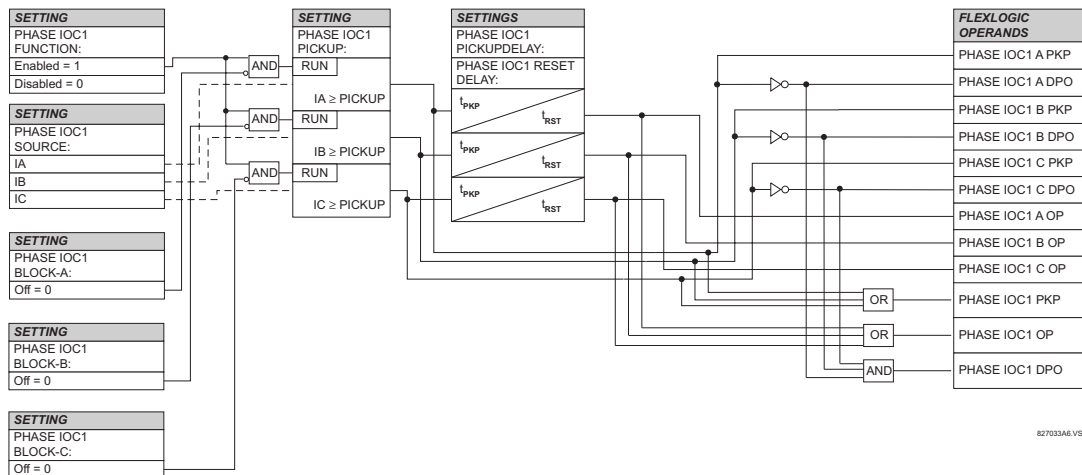 SETTING
PHASE IOC1
FUNCTION:
Enabled = 1
Disabled = 0
SETTING
PHASE IOC1
SOURCE:
IA
IB
IC
SETTING
PHASE IOC1
BLOCK-A:
Off = 0
SETTING
PHASE IOC1
BLOCK-B:
Off = 0
SETTING
PHASE IOC1
BLOCK-C:
Off = 0
AND
AND
AND
SETTING
PHASE IOC1
PICKUP:
RUN
IA ≥ PICKUP
RUN
IB ≥ PICKUP
RUN
IC ≥ PICKUP
SETTINGS
PHASE IOC1
PICKUPDELAY:
PHASE IOC1 RESET
DELAY:
tPKP
tRST
tPKP
tRST
tPKP
tRST
OR
OR
AND
FLEXLOGIC
OPERANDS
PHASE IOC1 A PKP
PHASE IOC1 A DPO
PHASE IOC1 B PKP
PHASE IOC1 B DPO
PHASE IOC1 C PKP
PHASE IOC1 C DPO
PHASE IOC1 A OP
PHASE IOC1 B OP
PHASE IOC1 C OP
PHASE IOC1 PKP
PHASE IOC1 OP
PHASE IOC1 DPO
827033A6.VS